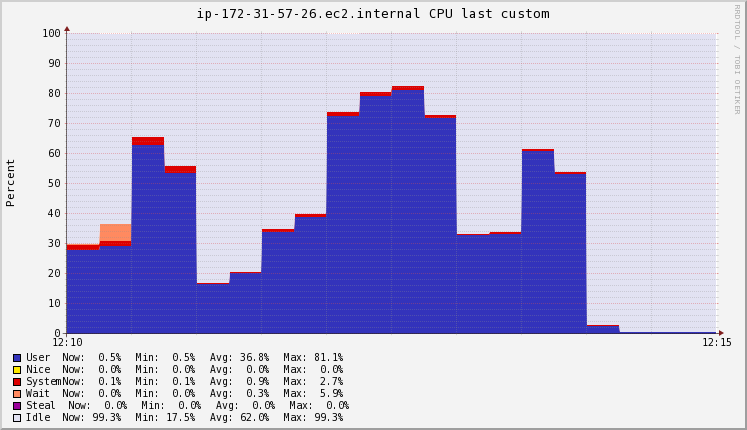 ip-172-31-57-26.ec2.internal CPU last custom
RRDTOOL / TOBI OETIKER
Percent
100
90
80
70
60
50
40
30
20
10
0
12:10 12:15
User Now: 0.5% Min: 0.5% Avg: 36.8% Max: 81.1%
Nice Now: 0.0% Min: 0.0% Avg: 0.0% Max: 0.0%
System Now: 0.1% Min: 0.1% Avg: 0.9% Max: 2.7%
Wait Now: 0.0% Min: 0.0% Avg: 0.3% Max: 5.9%
Steal Now: 0.0% Min: 0.0% Avg: 0.0% Max: 0.0%
Idle Now: 99.3% Min: 17.5% Avg: 62.0% Max: 99.3%